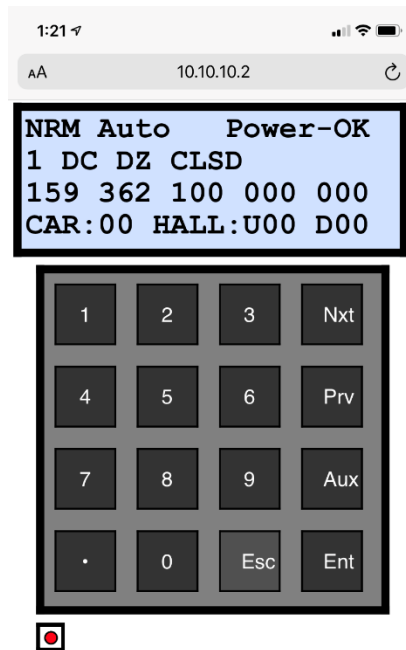 1:21
AA 10.10.10.2
NRM Auto Power-OK
1 DC DZ CLSD
159 362 100 000 000
CAR:00 HALL:U00 D00
1 2 3 Nxt
4 5 6 Prv
7 8 9 Aux
. 0 Esc Ent